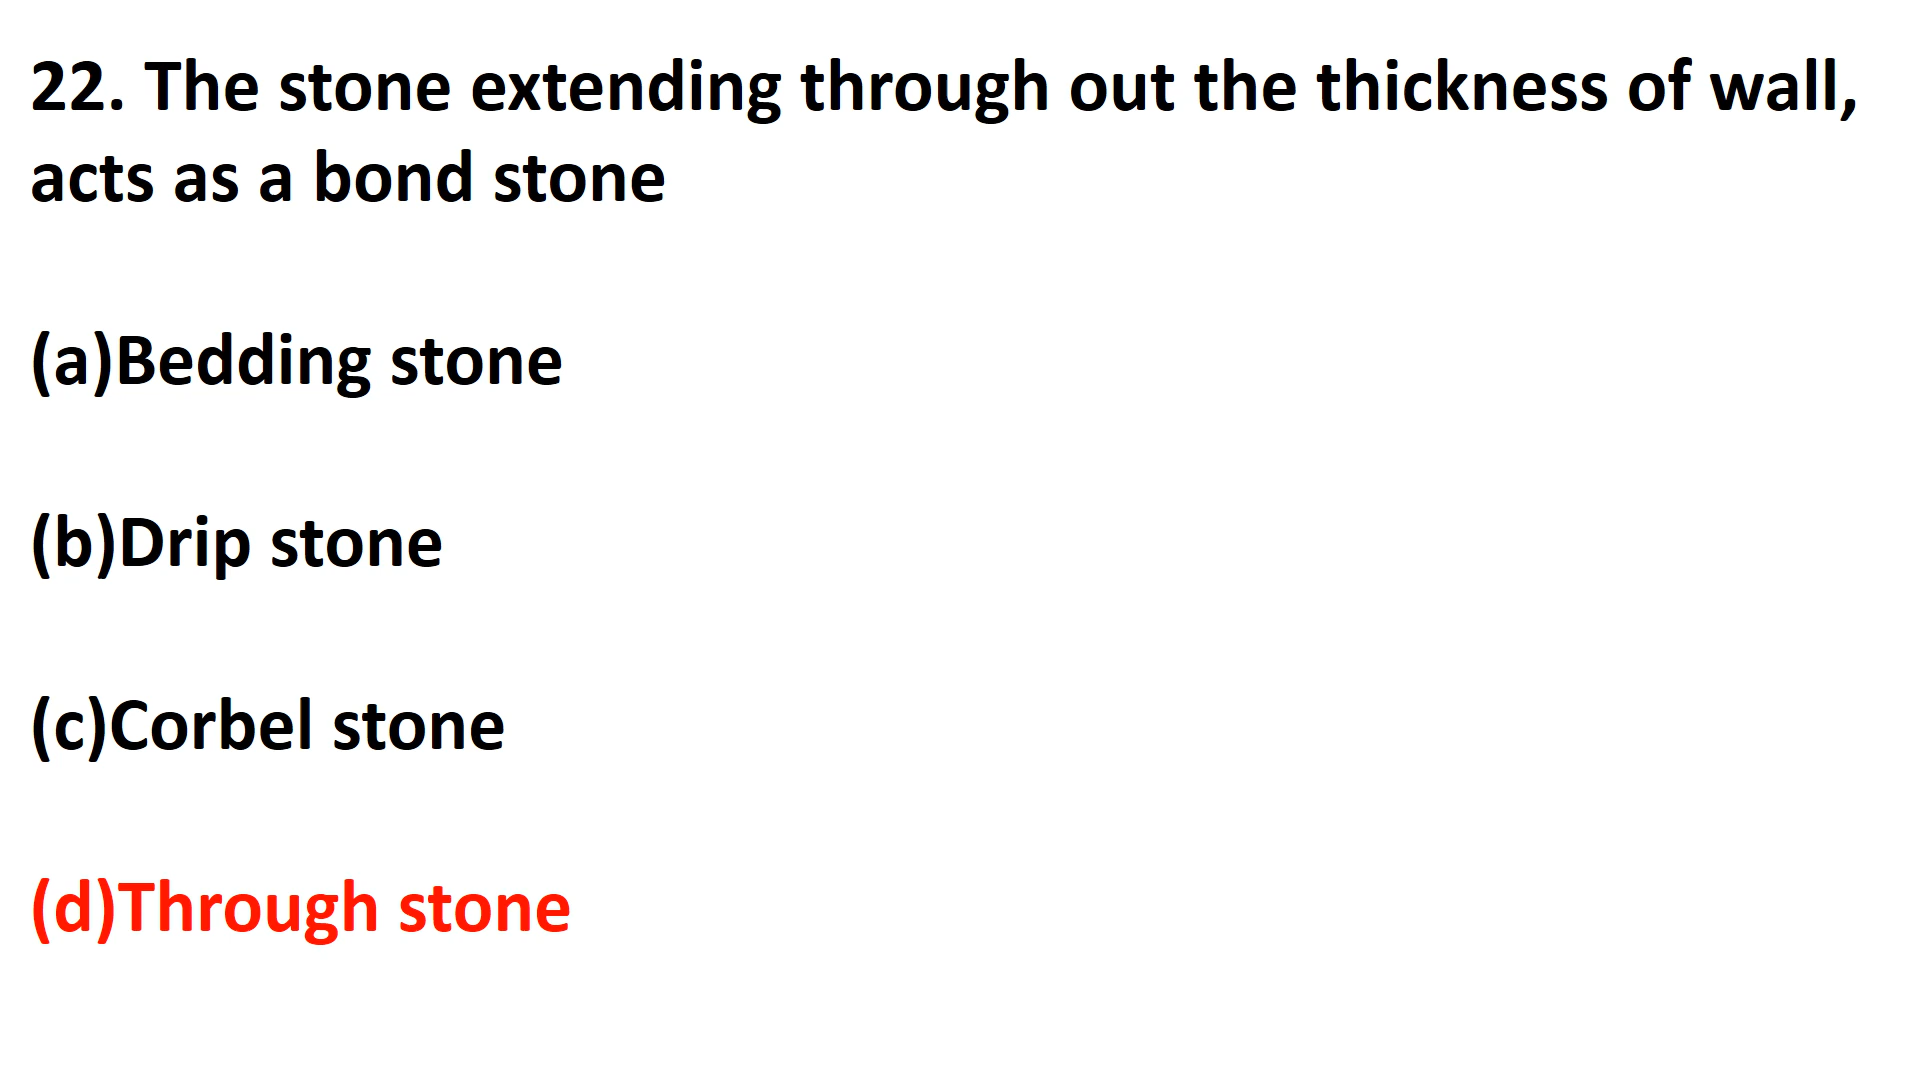 22. The stone extending through out the thickness of wall,
acts as a bond stone
(a)Bedding stone
(b)Drip stone
(c)Corbel stone
(d)Through stone